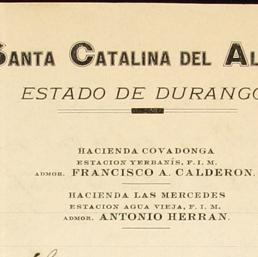 SANTA CATALINA DEL AL
ESTADO DE DURANGO
HACIENDA COVADONGA
ESTACION YERBANÍS, F. I. M.
ADMOR. FRANCISCO A. CALDERON.
HACIENDA LAS MERCEDES
ESTACION AGUA VIEJA, F. I. M.
ADMOR. ANTONIO HERRAN.